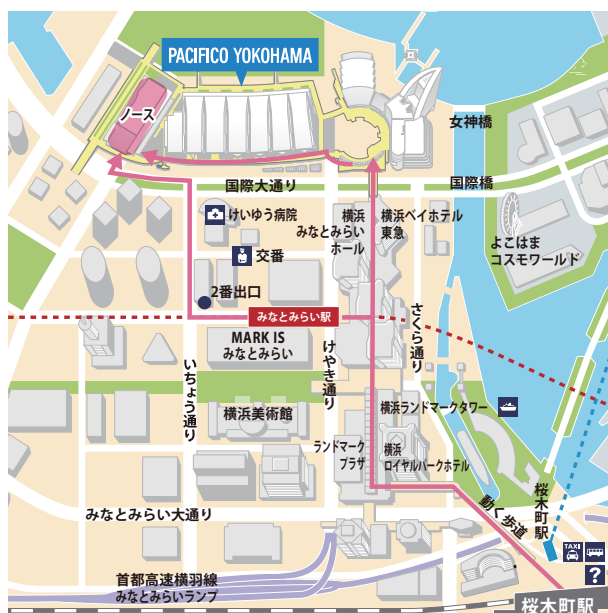 PACIFICO YOKOHAMA
ノース
女神橋
国際大通り
国際橋
けいゆう病院
横浜
みなとみらい
ホール
横浜ベイホテル
東急
よこはま
コスモワールド
交番
2番出口
みなとみらい駅
さくら通り
MARK IS
みなとみらい
けやき通り
いちょう通り
横浜美術館
横浜ランドマークタワー
ランドマーク
プラザ
横浜
ロイヤルパークホテル
桜木町駅
みなとみらい大通り
動く歩道
TAXI
?
首都高速横羽線
みなとみらいランプ
桜木町駅